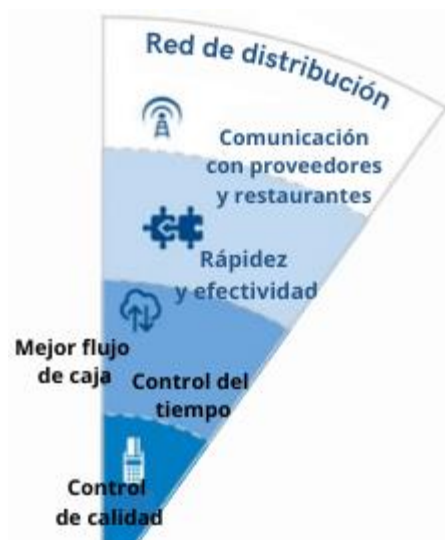 Red de distribución
Comunicación
con proveedores
y restaurantes
Rápidez
y efectividad
Mejor flujo
de caja
Control del
tiempo
Control
de calidad